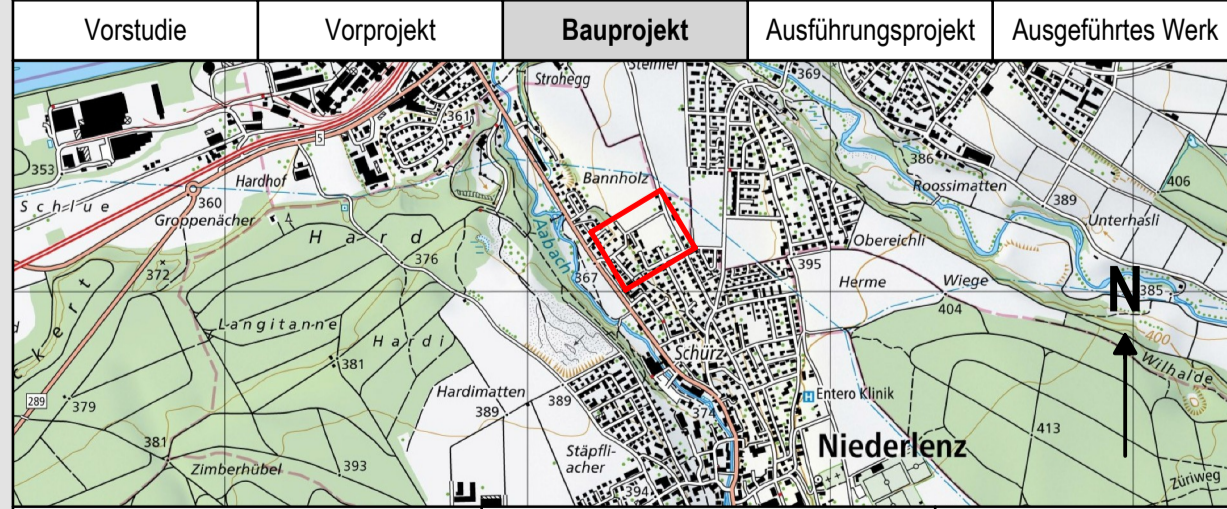 Vorstudie Vorprojekt Bauprojekt Ausführungsprojekt Ausgeführtes Werk
Strohegg
369
361
5
353
386
Bannholz
Hardhof
Roossimatten
406
Schlue
360
389
Groppenächer
Unterhasli
Hard
Aabach
Obereichli
376
372
367
395
Herme
Wiege
N
385
404
Langitanne
400
Hardi
Schürz
Wilhalde
381
Hardimatten
Entero Klinik
289
379
389
389
374
413
381
Niederlenz
Stäpfli-
acher
Zimberhübel
393
394
Züriweg